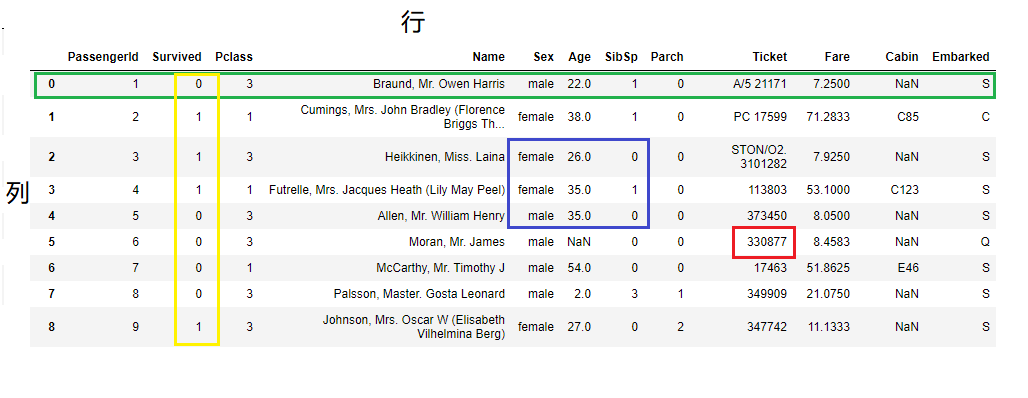 行
PassengerId Survived Pclass Name Sex Age SibSp Parch Ticket Fare Cabin Embarked
0 1 0 3 Braund, Mr. Owen Harris male 22.0 1 0 A/5 21171 7.2500 NaN S
1 2 1 1 Cumings, Mrs. John Bradley (Florence Briggs Th... female 38.0 1 0 PC 17599 71.2833 C85 C
2 3 1 3 Heikkinen, Miss. Laina female 26.0 0 0 STON/O2. 3101282 7.9250 NaN S
列
3 4 1 1 Futrelle, Mrs. Jacques Heath (Lily May Peel) female 35.0 1 0 113803 53.1000 C123 S
4 5 0 3 Allen, Mr. William Henry male 35.0 0 0 373450 8.0500 NaN S
5 6 0 3 Moran, Mr. James male NaN 0 0 330877 8.4583 NaN Q
6 7 0 1 McCarthy, Mr. Timothy J male 54.0 0 0 17463 51.8625 E46 S
7 8 0 3 Palsson, Master. Gosta Leonard male 2.0 3 1 349909 21.0750 NaN S
8 9 1 3 Johnson, Mrs. Oscar W (Elisabeth Vilhelmina Berg) female 27.0 0 2 347742 11.1333 NaN S